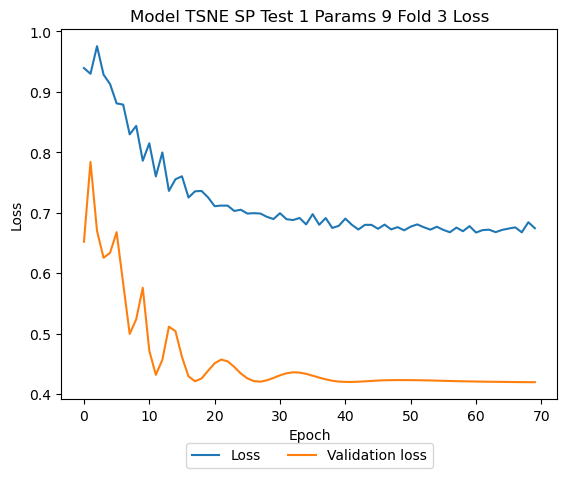 Model TSNE SP Test 1 Params 9 Fold 3 Loss
1.0
0.9
0.8
0.7
0.6
0.5
0.4
Loss
0 10 20 30 40 50 60 70
Epoch
Loss Validation loss